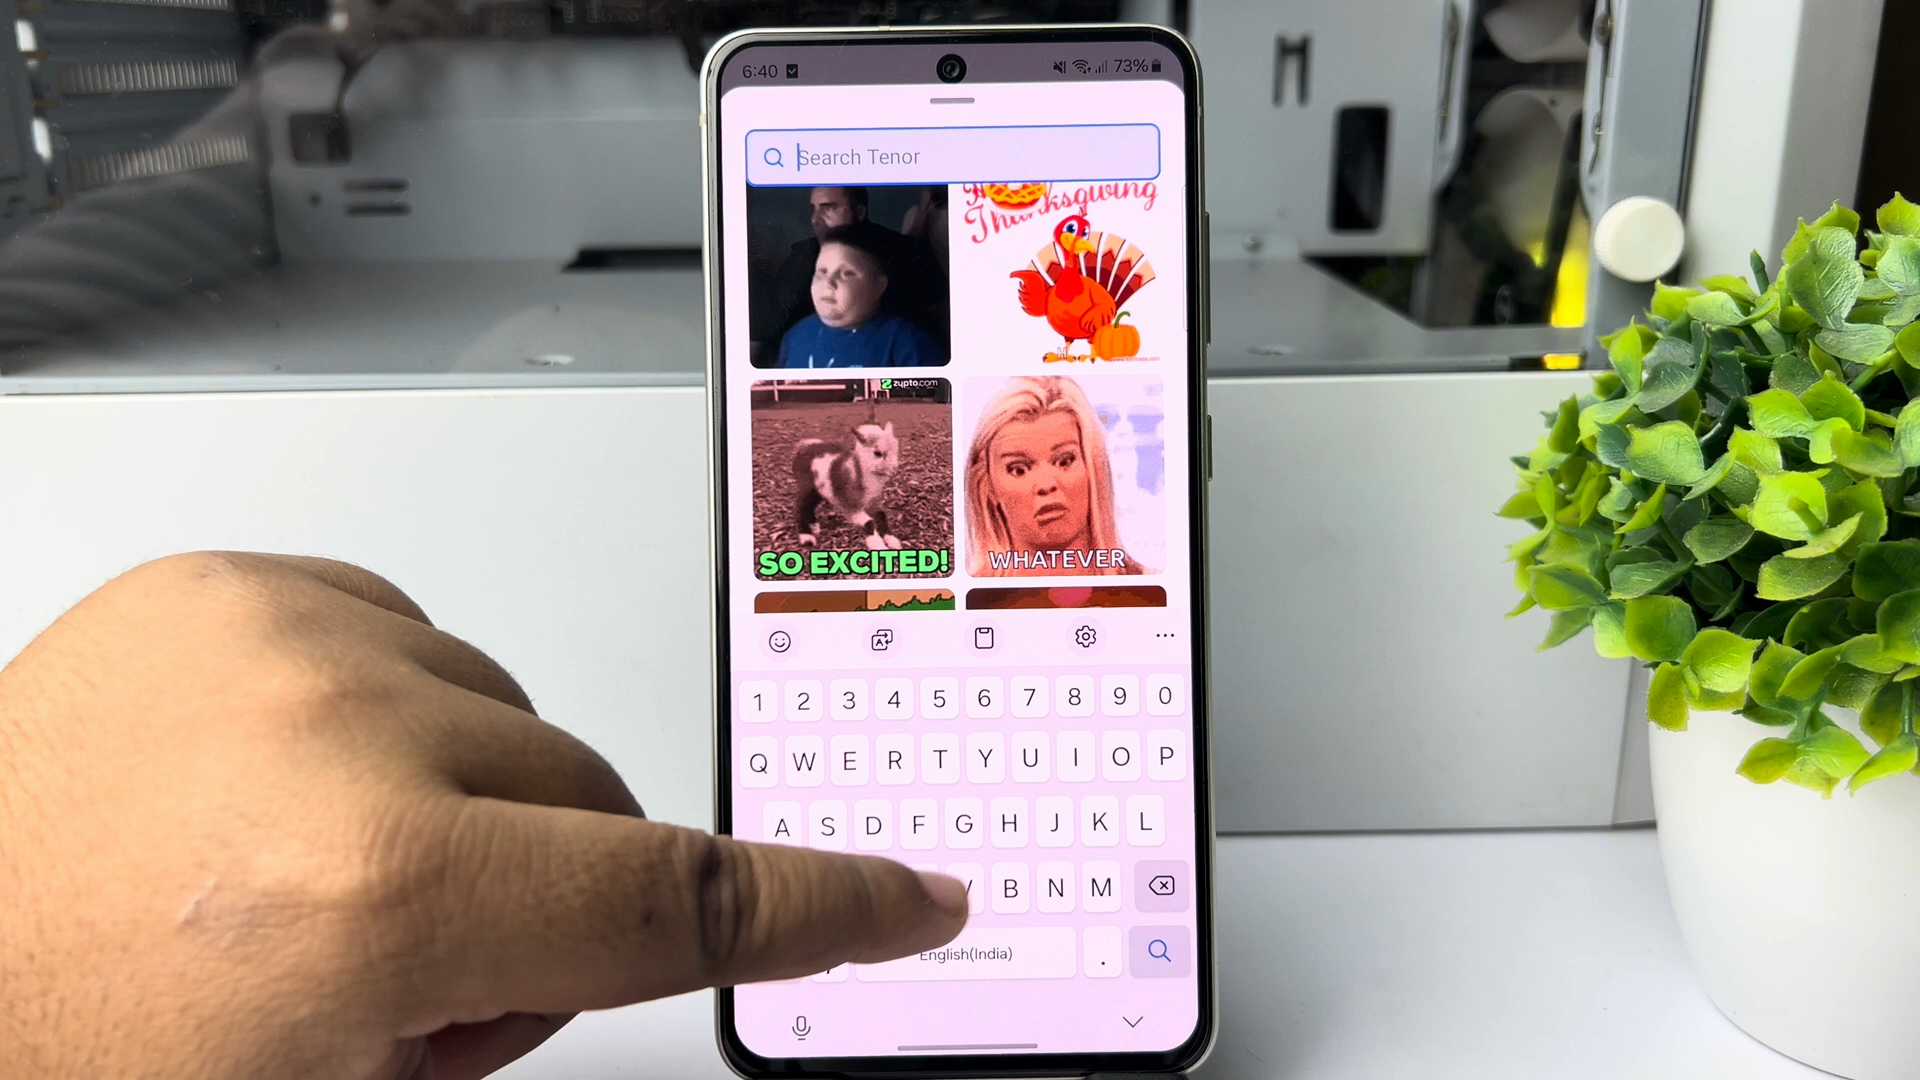 6:40 73%
Search Tenor
Thanksgiving
zypto.com
SO EXCITED!
WHATEVER
1 2 3 4 5 6 7 8 9 0
Q W E R T Y U I O P
A S D F G H J K L
V B N M
, English(India) .